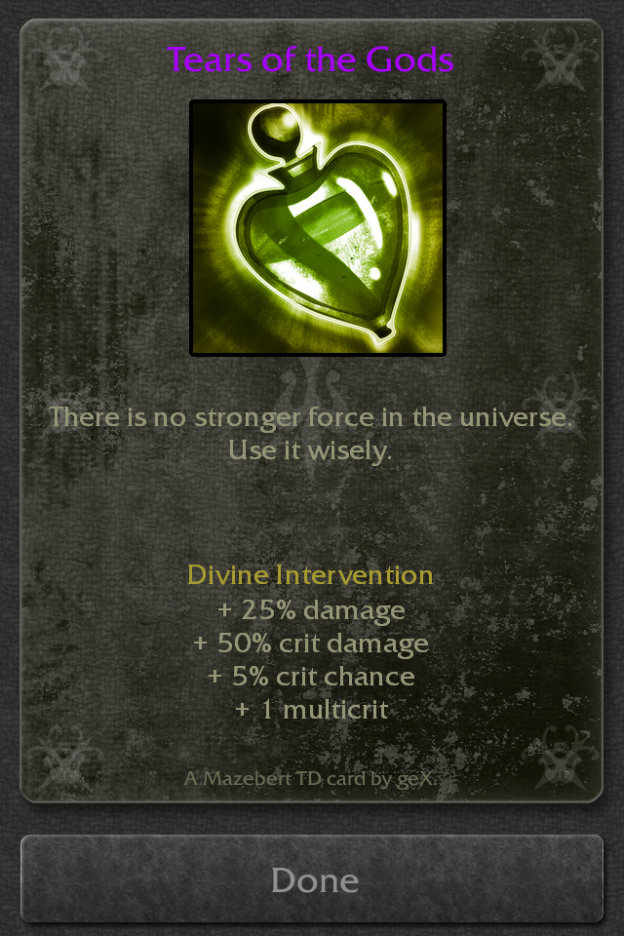 Tears of the Gods
There is no stronger force in the universe.
Use it wisely.
Divine Intervention
+ 25% damage
+ 50% crit damage
+ 5% crit chance
+ 1 multicrit
A Mazebert TD card by geX.
Done